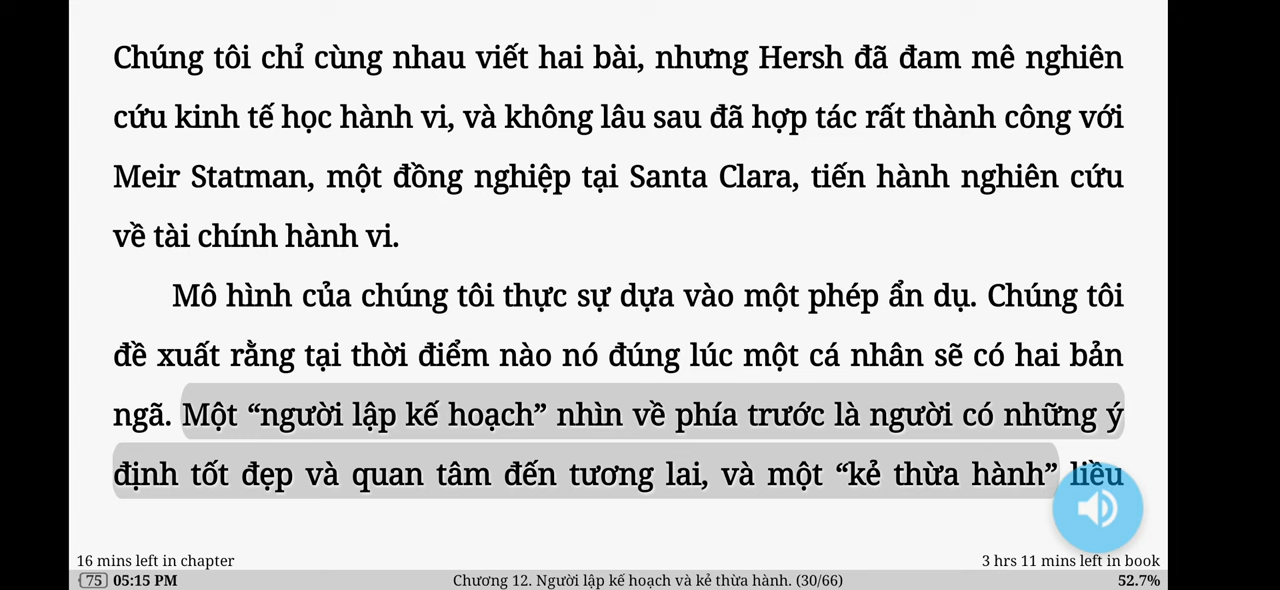 Chúng tôi chỉ cùng nhau viết hai bài, nhưng Hersh đã đam mê nghiên
cứu kinh tế học hành vi, và không lâu sau đã hợp tác rất thành công với
Meir Statman, một đồng nghiệp tại Santa Clara, tiến hành nghiên cứu
về tài chính hành vi.
Mô hình của chúng tôi thực sự dựa vào một phép ẩn dụ. Chúng tôi
đề xuất rằng tại thời điểm nào nó đúng lúc một cá nhân sẽ có hai bản
ngã. Một “người lập kế hoạch” nhìn về phía trước là người có những ý
định tốt đẹp và quan tâm đến tương lai, và một “kẻ thừa hành” liều
16 mins left in chapter 3 hrs 11 mins left in book
75 05:15 PM Chương 12. Người lập kế hoạch và kẻ thừa hành. (30/66) 52.7%